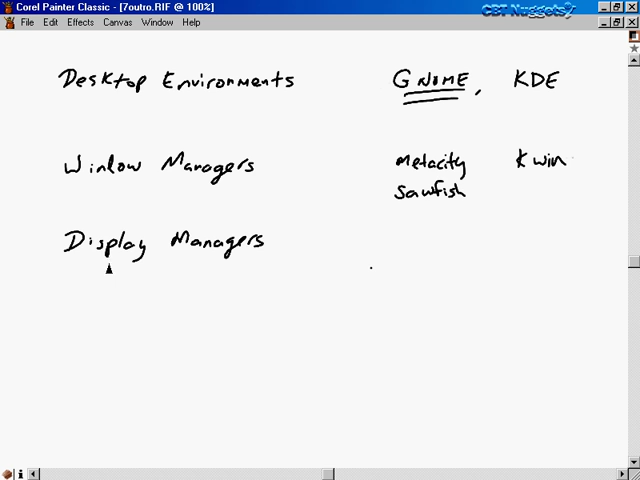 Corel Painter Classic - [7outro.RIF @ 100%]
CBT Nuggets
File Edit Effects Canvas Window Help
Desktop Environments GNOME, KDE
Window Managers Metacity Kwin
Sawfish
Display Managers